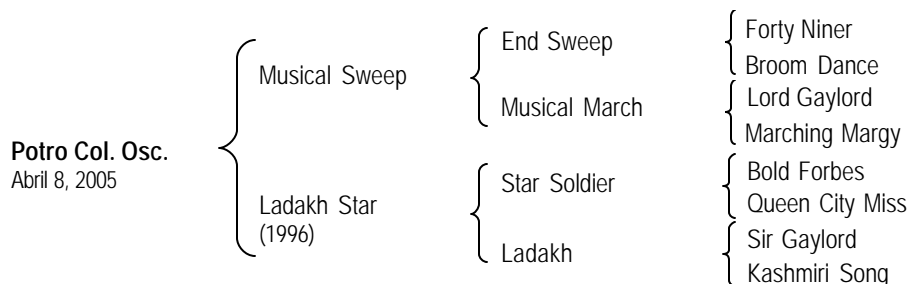 Potro Col. Osc.
Abril 8, 2005
Musical Sweep
Ladakh Star
(1996)
End Sweep
Musical March
Star Soldier
Ladakh
Forty Niner
Broom Dance
Lord Gaylord
Marching Margy
Bold Forbes
Queen City Miss
Sir Gaylord
Kashmiri Song